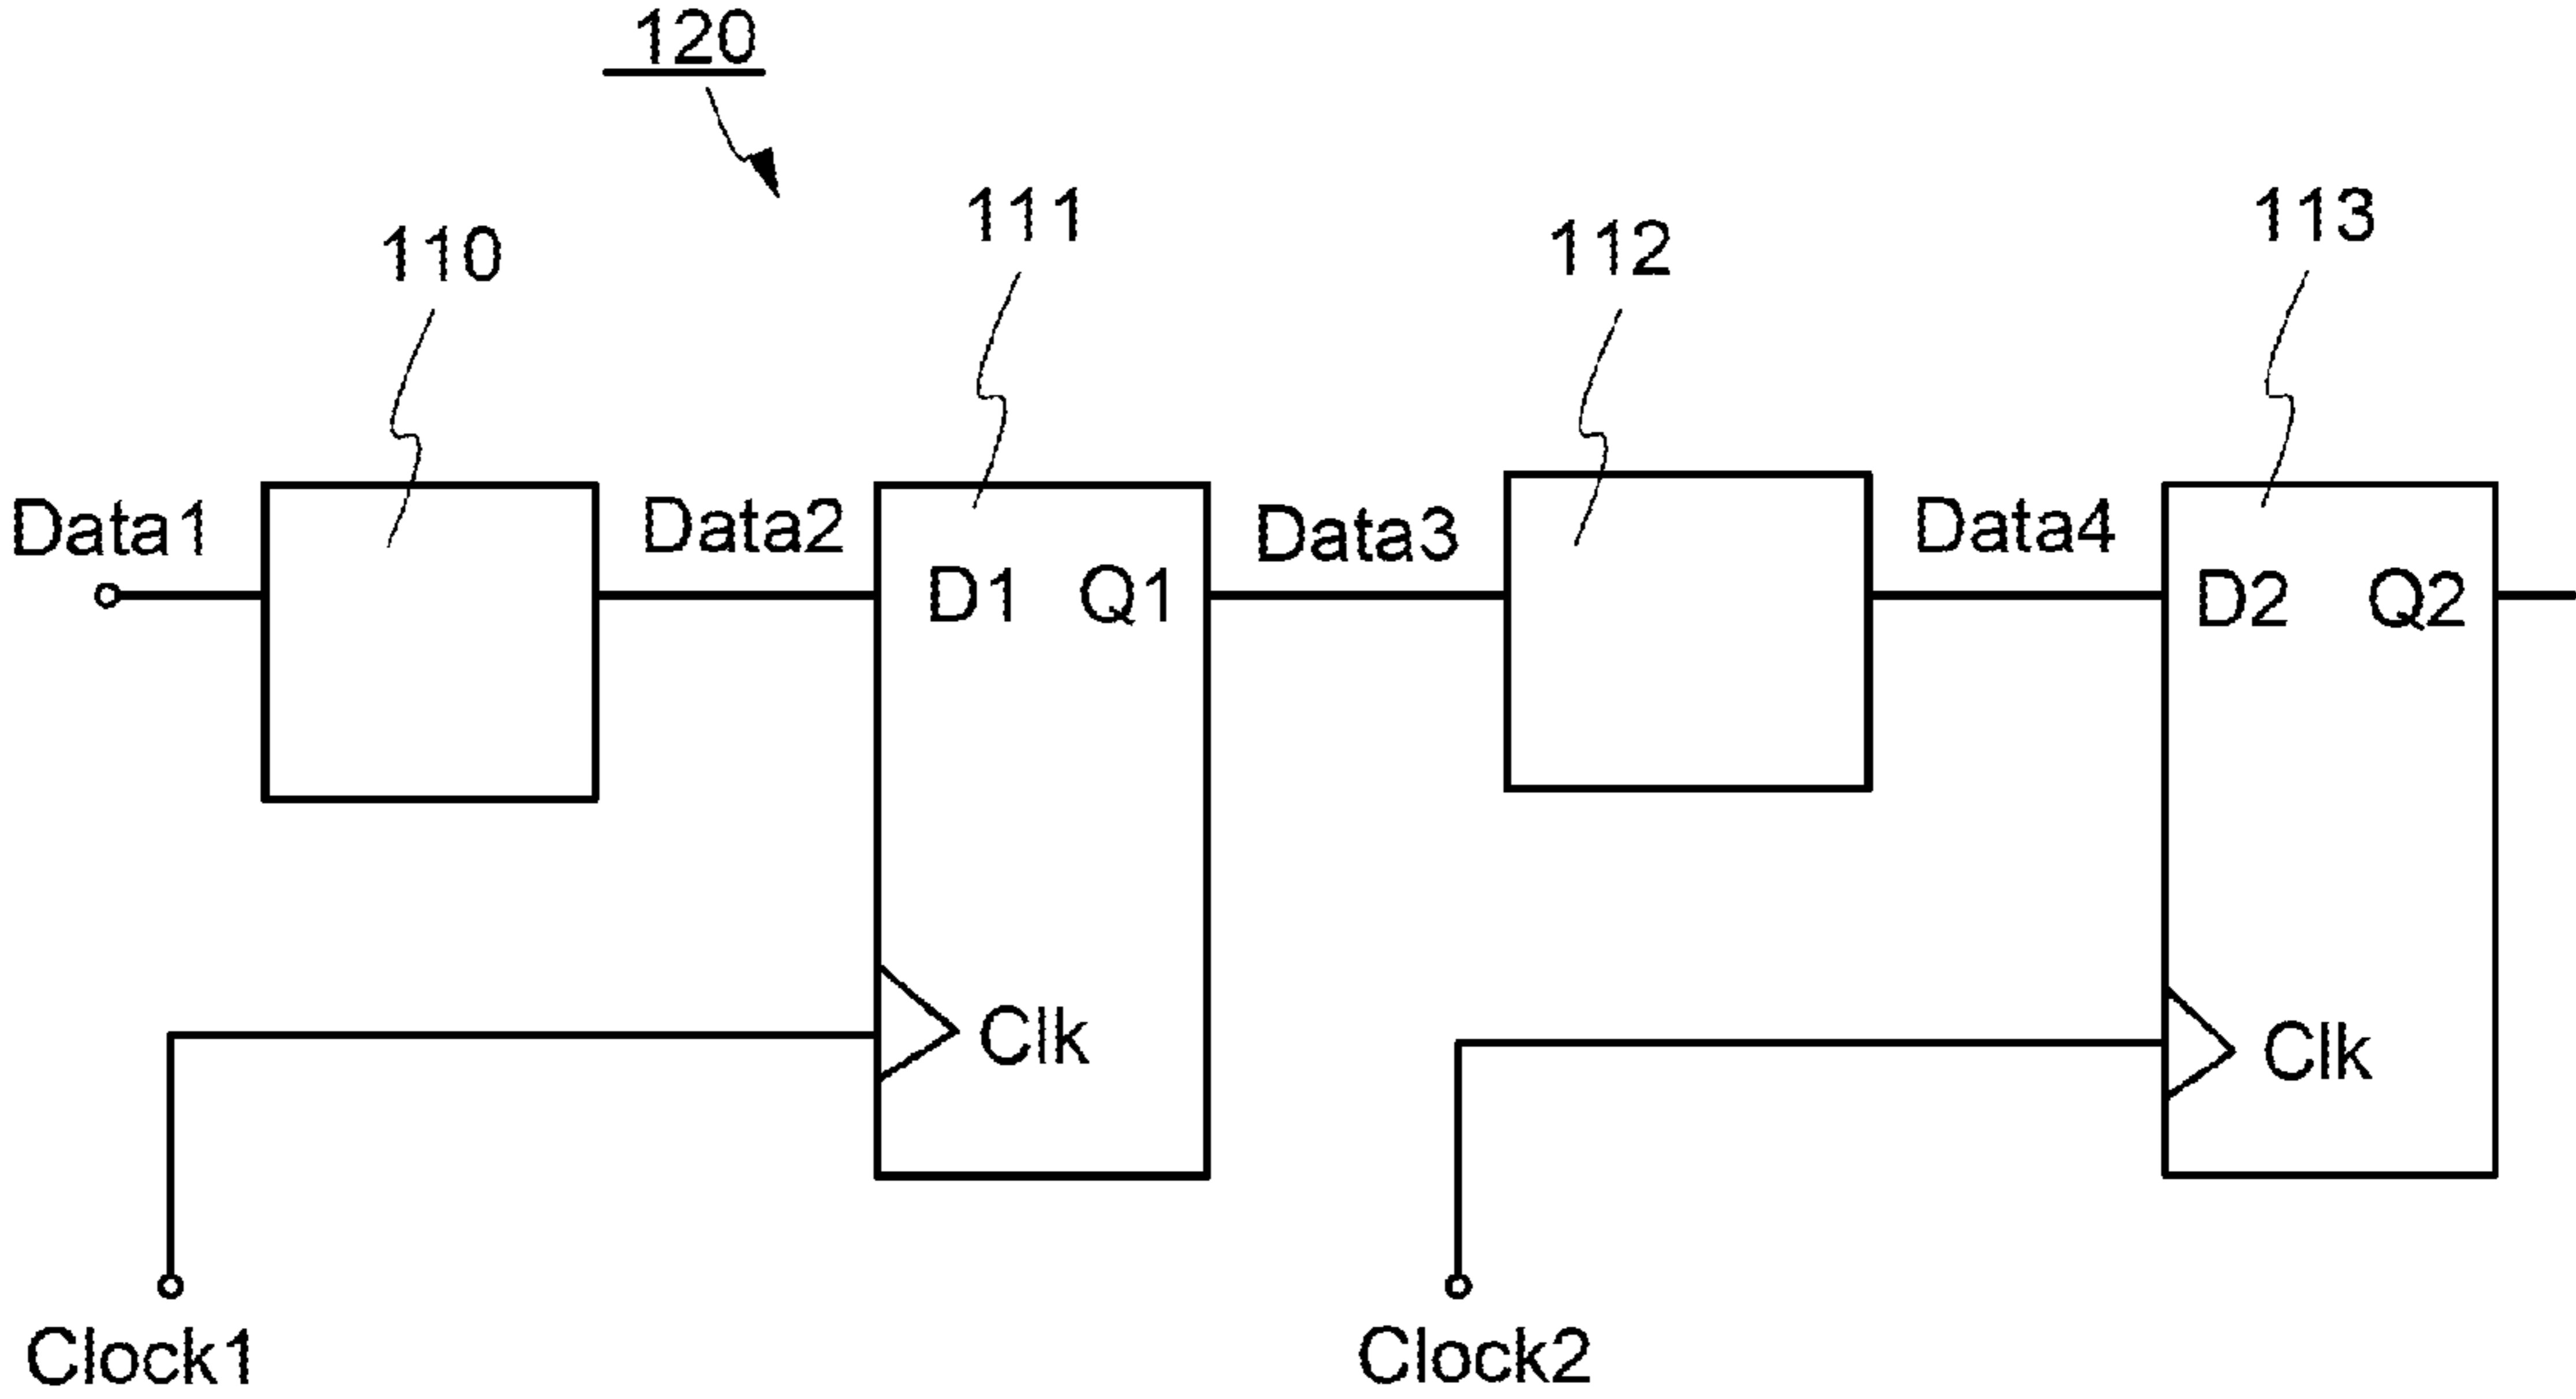 120
110
111
112
113
Data1
Data2
Data3
Data4
D1 Q1
D2 Q2
Clk
Clk
Clock1
Clock2